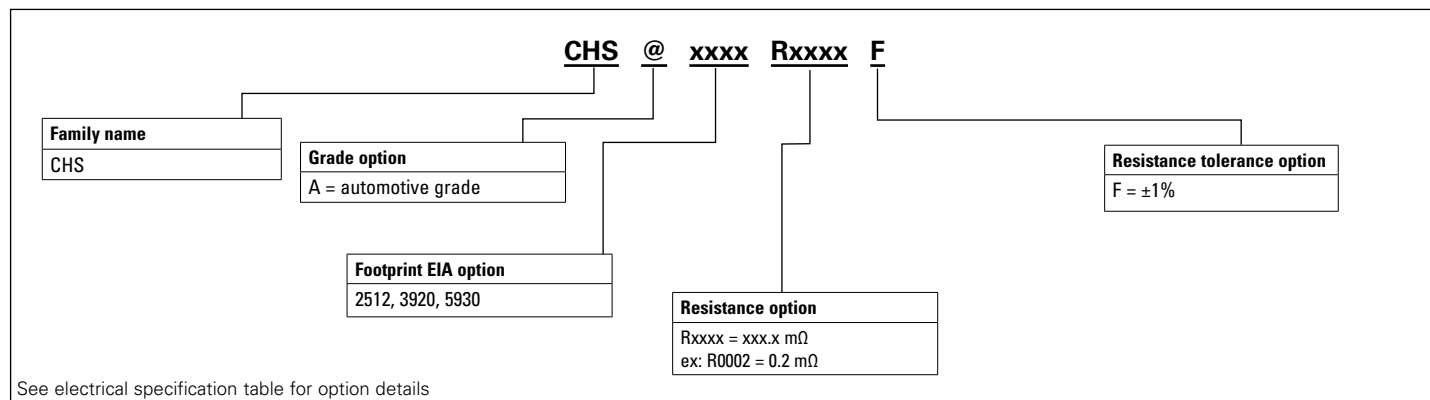 CHS @ xxxx Rxxxx F
Family name
CHS
Grade option
A = automotive grade
Footprint EIA option
2512, 3920, 5930
Resistance option
Rxxxx = xxx.x mΩ
ex: R0002 = 0.2 mΩ
Resistance tolerance option
F = ±1%
See electrical specification table for option details